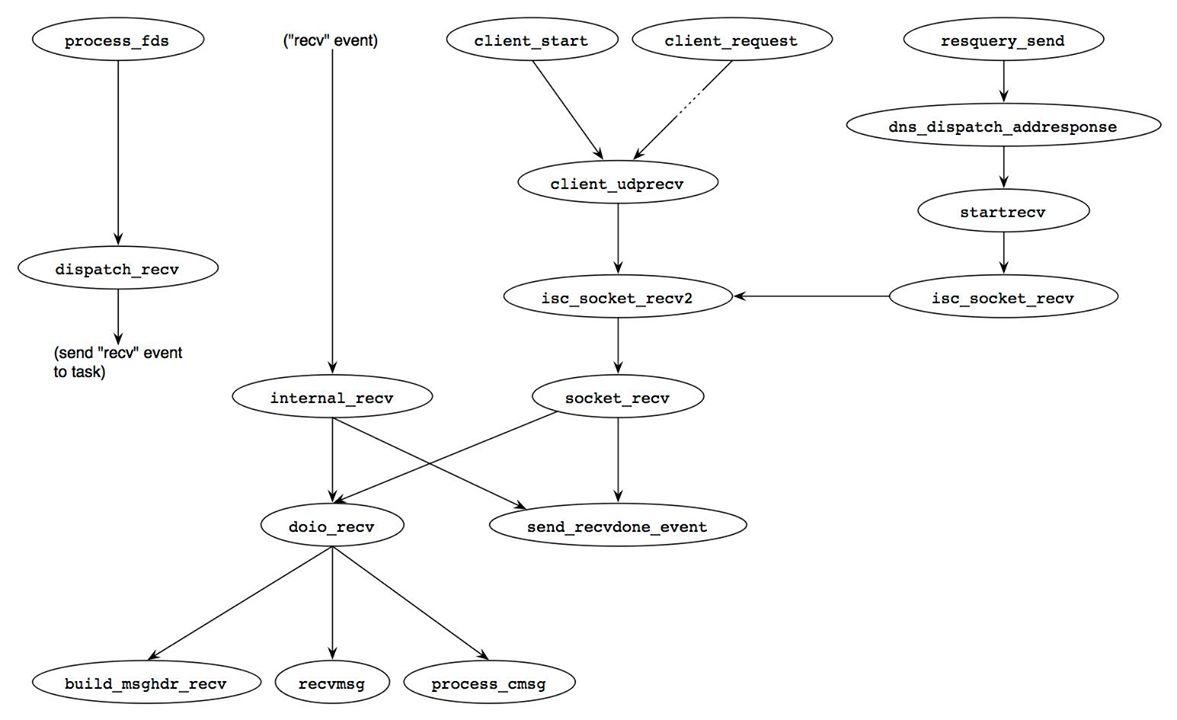 process_fds
("recv" event)
client_start
client_request
resquery_send
dns_dispatch_addresponse
client_udprecv
startrecv
dispatch_recv
isc_socket_recv2
isc_socket_recv
(send "recv" event
to task)
internal_recv
socket_recv
doio_recv
send_recvdone_event
build_msghdr_recv
recvmsg
process_cmsg